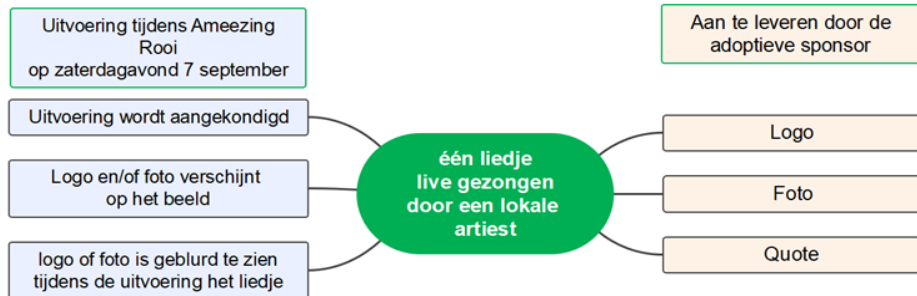 Uitvoering tijdens Ameezing
Rooi
op zaterdagavond 7 september
Uitvoering wordt aangekondigd
Logo en/of foto verschijnt
op het beeld
logo of foto is geblurd te zien
tijdens de uitvoering het liedje
één liedje
live gezongen
door een lokale
artiest
Aan te leveren door de
adoptieve sponsor
Logo
Foto
Quote